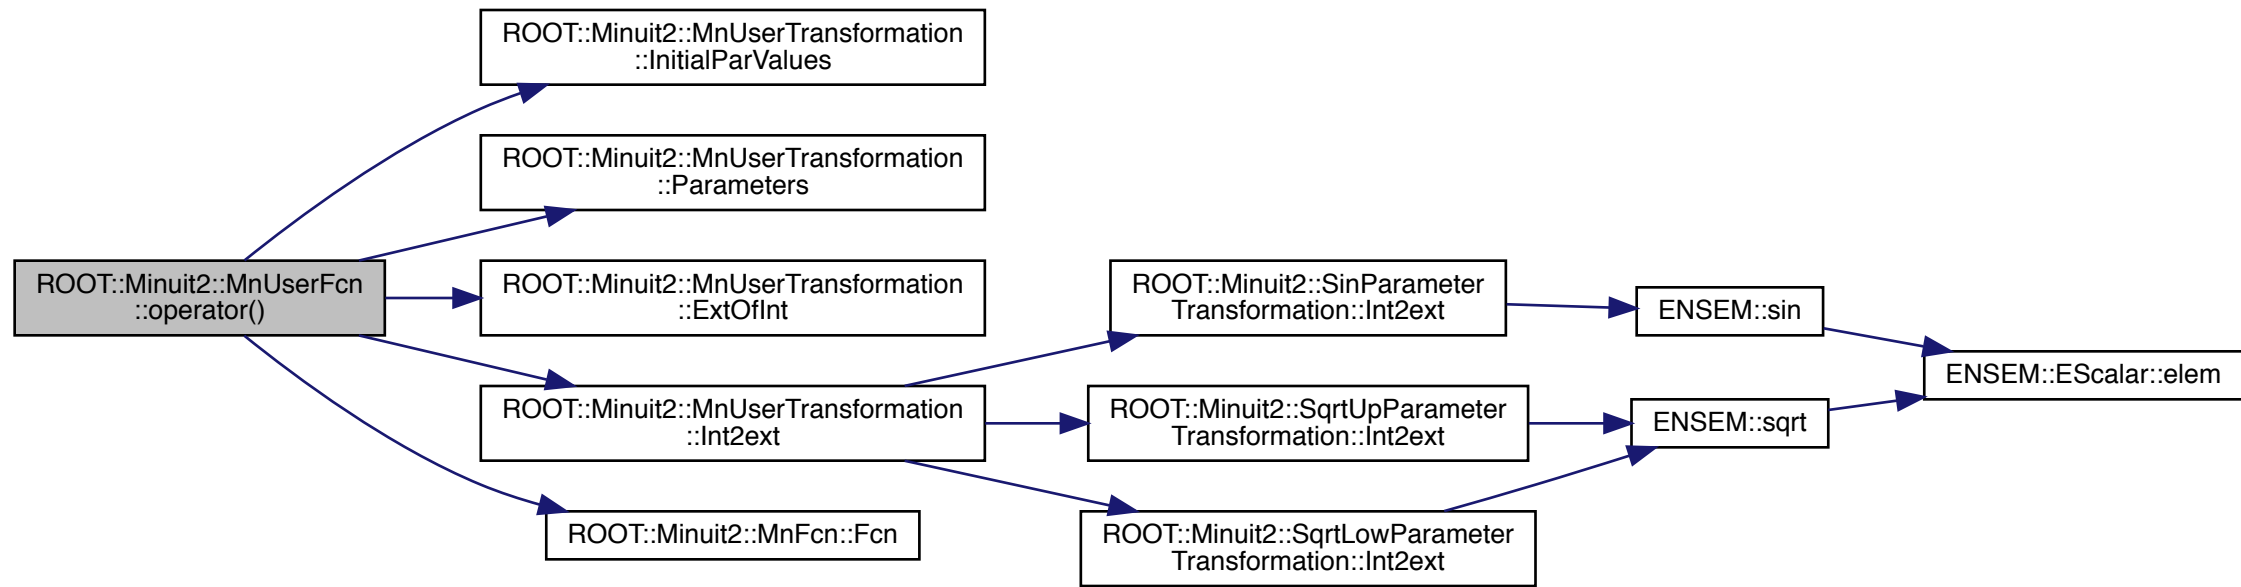 ROOT::Minuit2::MnUserFcn
::operator()
ROOT::Minuit2::MnUserTransformation
::InitialParValues
ROOT::Minuit2::MnUserTransformation
::Parameters
ROOT::Minuit2::MnUserTransformation
::ExtOfInt
ROOT::Minuit2::MnUserTransformation
::Int2ext
ROOT::Minuit2::MnFcn::Fcn
ROOT::Minuit2::SinParameter
Transformation::Int2ext
ROOT::Minuit2::SqrtUpParameter
Transformation::Int2ext
ROOT::Minuit2::SqrtLowParameter
Transformation::Int2ext
ENSEM::sin
ENSEM::sqrt
ENSEM::EScalar::elem